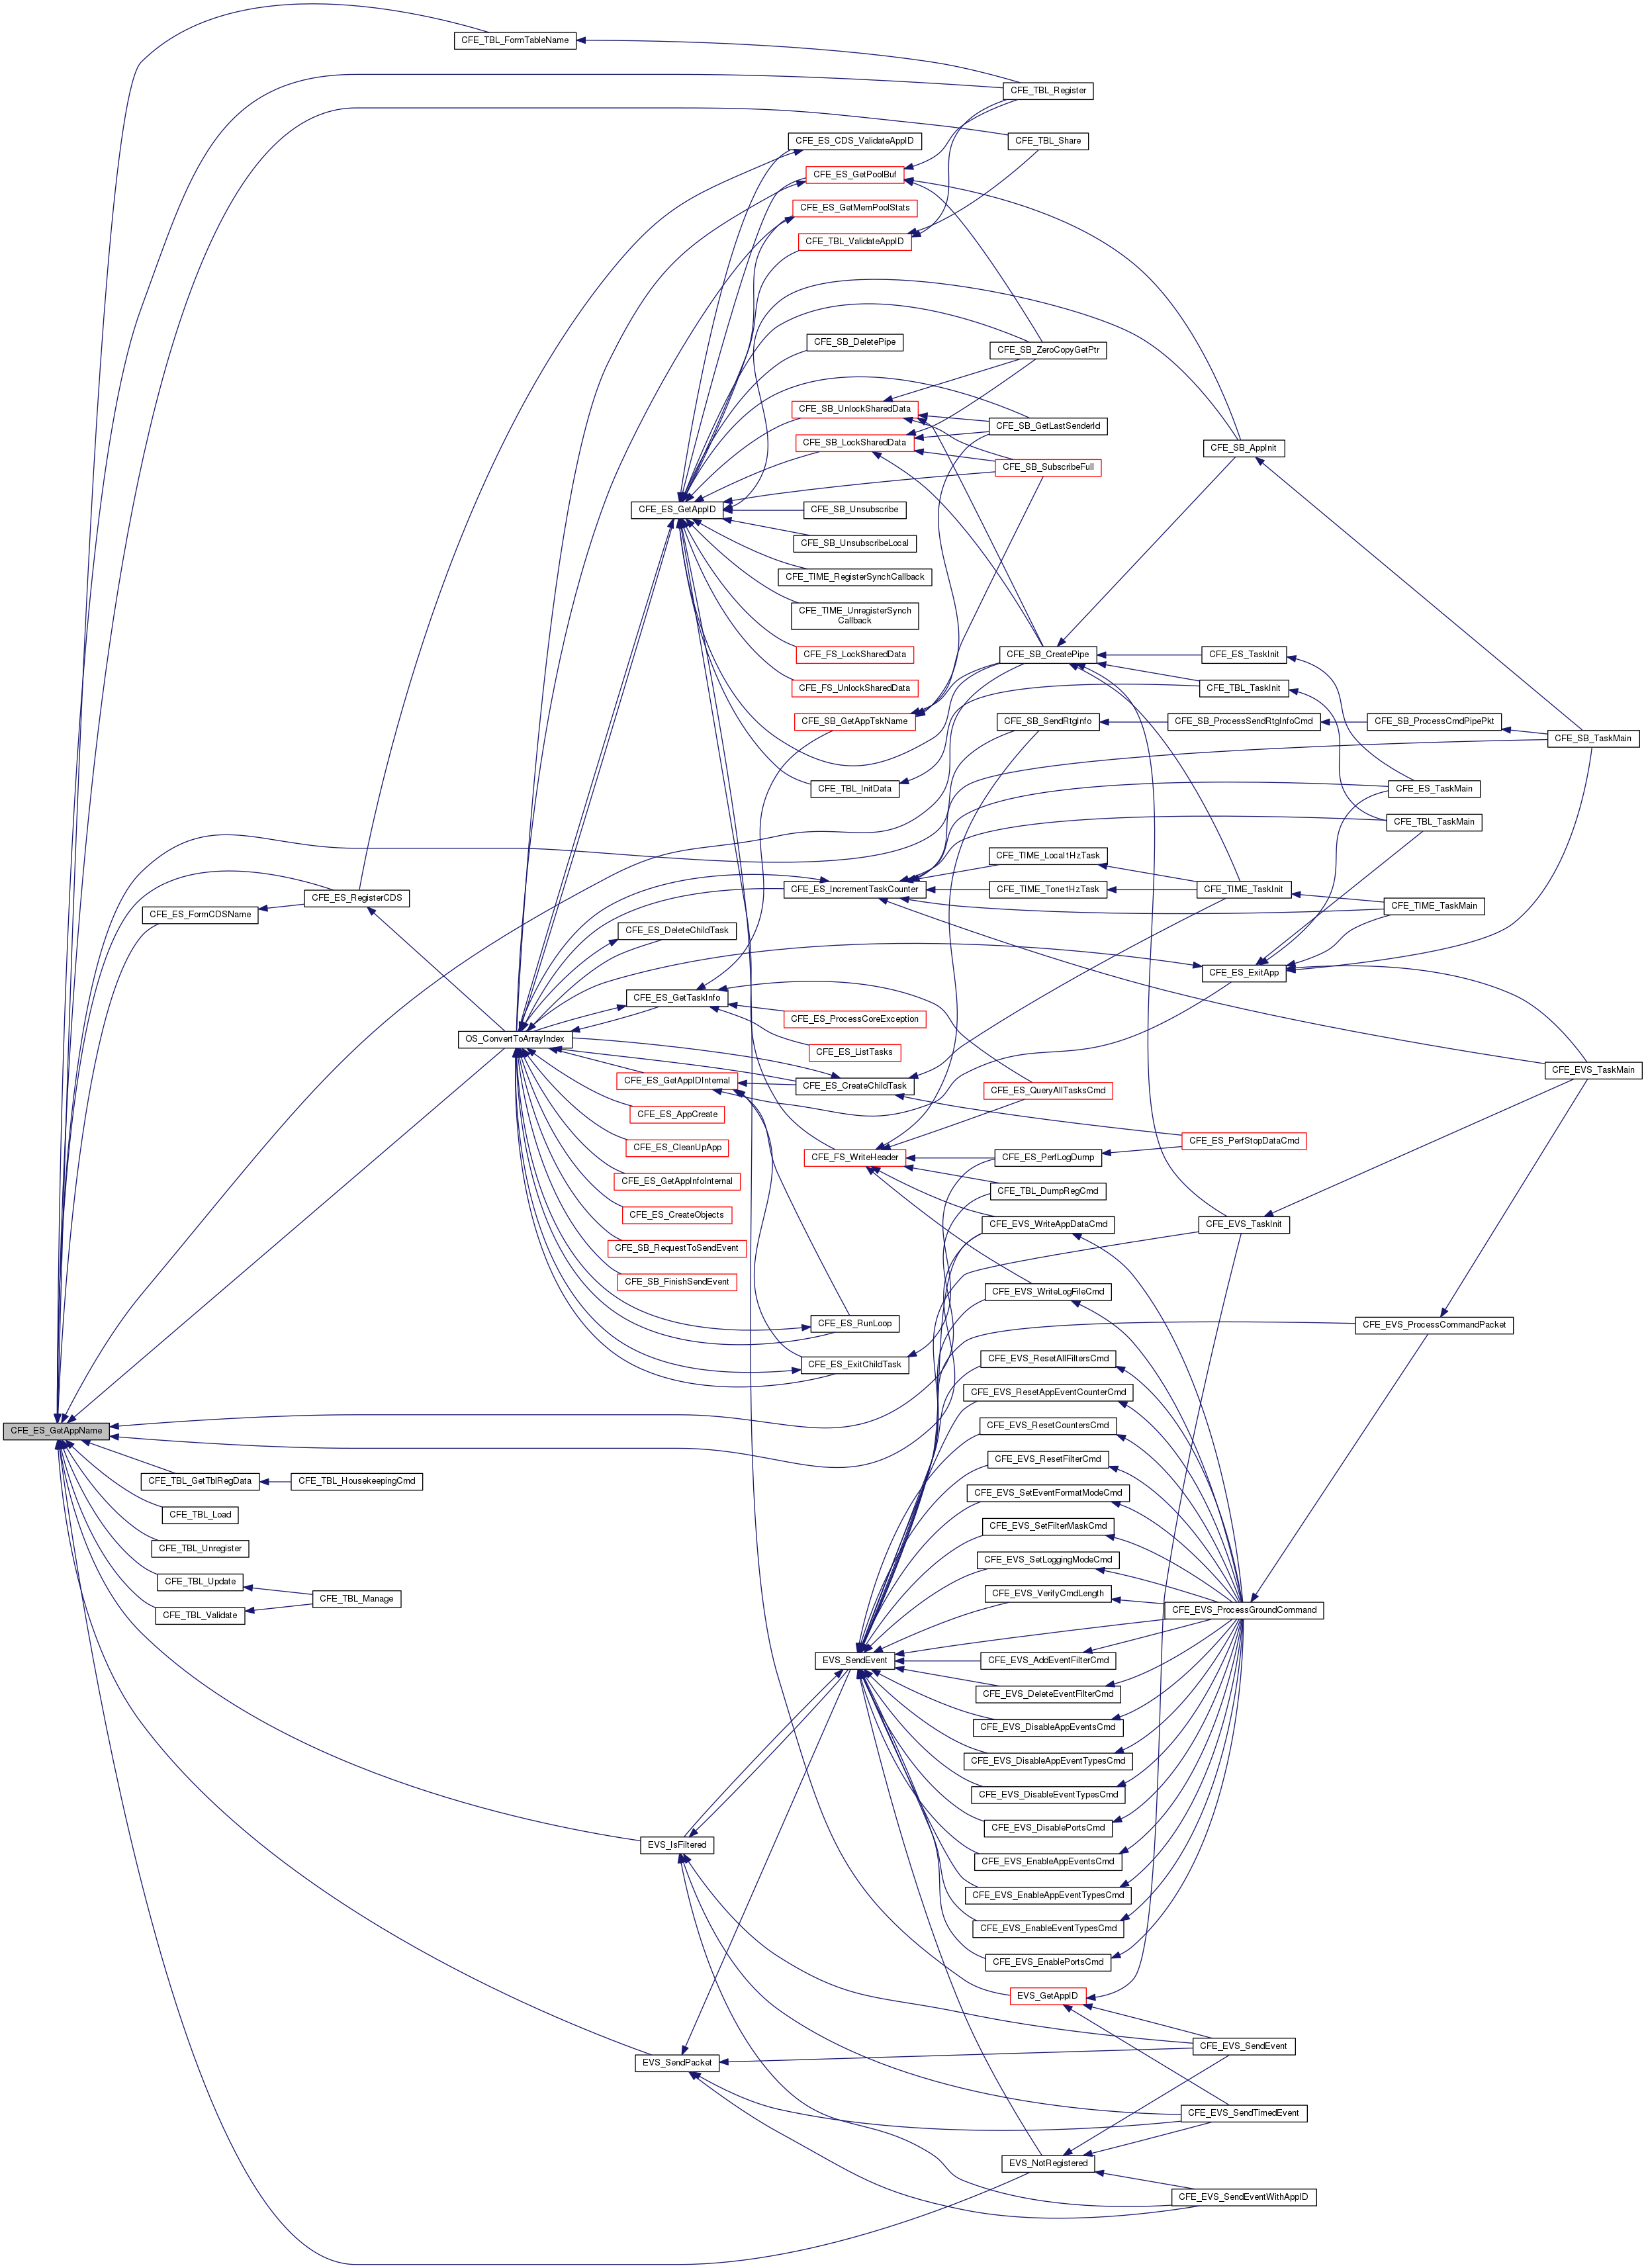 CFE_TBL_FormTableName
CFE_TBL_Register
CFE_TBL_Share
CFE_ES_CDS_ValidateAppID
CFE_ES_GetPoolBuf
CFE_ES_GetMemPoolStats
CFE_TBL_ValidateAppID
CFE_SB_DeletePipe
CFE_SB_ZeroCopyGetPtr
CFE_SB_UnlockSharedData
CFE_SB_GetLastSenderId
CFE_SB_LockSharedData
CFE_SB_AppInit
CFE_SB_SubscribeFull
CFE_ES_GetAppID
CFE_SB_Unsubscribe
CFE_SB_UnsubscribeLocal
CFE_TIME_RegisterSynchCallback
CFE_TIME_UnregisterSynch
Callback
CFE_FS_LockSharedData
CFE_SB_CreatePipe
CFE_ES_TaskInit
CFE_FS_UnlockSharedData
CFE_TBL_TaskInit
CFE_SB_GetAppTskName
CFE_SB_SendRtgInfo
CFE_SB_ProcessSendRtgInfoCmd
CFE_SB_ProcessCmdPipePkt
CFE_SB_TaskMain
CFE_TBL_InitData
CFE_ES_TaskMain
CFE_TBL_TaskMain
CFE_TIME_Local1HzTask
CFE_ES_RegisterCDS
CFE_ES_IncrementTaskCounter
CFE_TIME_Tone1HzTask
CFE_TIME_TaskInit
CFE_ES_FormCDSName
CFE_TIME_TaskMain
CFE_ES_DeleteChildTask
CFE_ES_ExitApp
CFE_ES_GetTaskInfo
CFE_ES_ProcessCoreException
OS_ConvertToArrayIndex
CFE_ES_ListTasks
CFE_EVS_TaskMain
CFE_ES_GetAppIDInternal
CFE_ES_CreateChildTask
CFE_ES_QueryAllTasksCmd
CFE_ES_AppCreate
CFE_ES_CleanUpApp
CFE_ES_PerfStopDataCmd
CFE_FS_WriteHeader
CFE_ES_PerfLogDump
CFE_ES_GetAppInfoInternal
CFE_TBL_DumpRegCmd
CFE_ES_CreateObjects
CFE_EVS_WriteAppDataCmd
CFE_EVS_TaskInit
CFE_SB_RequestToSendEvent
CFE_SB_FinishSendEvent
CFE_EVS_WriteLogFileCmd
CFE_ES_RunLoop
CFE_EVS_ProcessCommandPacket
CFE_ES_ExitChildTask
CFE_EVS_ResetAllFiltersCmd
CFE_EVS_ResetAppEventCounterCmd
CFE_ES_GetAppName
CFE_EVS_ResetCountersCmd
CFE_EVS_ResetFilterCmd
CFE_TBL_GetTblRegData
CFE_TBL_HousekeepingCmd
CFE_EVS_SetEventFormatModeCmd
CFE_TBL_Load
CFE_EVS_SetFilterMaskCmd
CFE_TBL_Unregister
CFE_EVS_SetLoggingModeCmd
CFE_TBL_Update
CFE_EVS_VerifyCmdLength
CFE_TBL_Manage
CFE_TBL_Validate
CFE_EVS_ProcessGroundCommand
EVS_SendEvent
CFE_EVS_AddEventFilterCmd
CFE_EVS_DeleteEventFilterCmd
CFE_EVS_DisableAppEventsCmd
CFE_EVS_DisableAppEventTypesCmd
CFE_EVS_DisableEventTypesCmd
CFE_EVS_DisablePortsCmd
EVS_IsFiltered
CFE_EVS_EnableAppEventsCmd
CFE_EVS_EnableAppEventTypesCmd
CFE_EVS_EnableEventTypesCmd
CFE_EVS_EnablePortsCmd
EVS_GetAppID
CFE_EVS_SendEvent
EVS_SendPacket
CFE_EVS_SendTimedEvent
EVS_NotRegistered
CFE_EVS_SendEventWithAppID